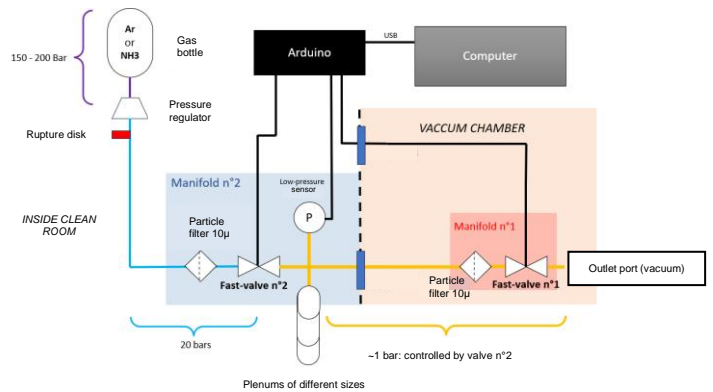 Ar
or
NH3
Gas
bottle
150 - 200 Bar
Arduino
USB
Computer
Pressure
regulator
Rupture disk
VACCUM CHAMBER
Manifold n°2
Low-pressure
sensor
P
INSIDE CLEAN
ROOM
Particle
filter 10µ
Manifold n°1
Fast-valve n°2
Particle
filter 10µ
Fast-valve n°1
Outlet port (vacuum)
20 bars
~1 bar: controlled by valve n°2
Plenums of different sizes